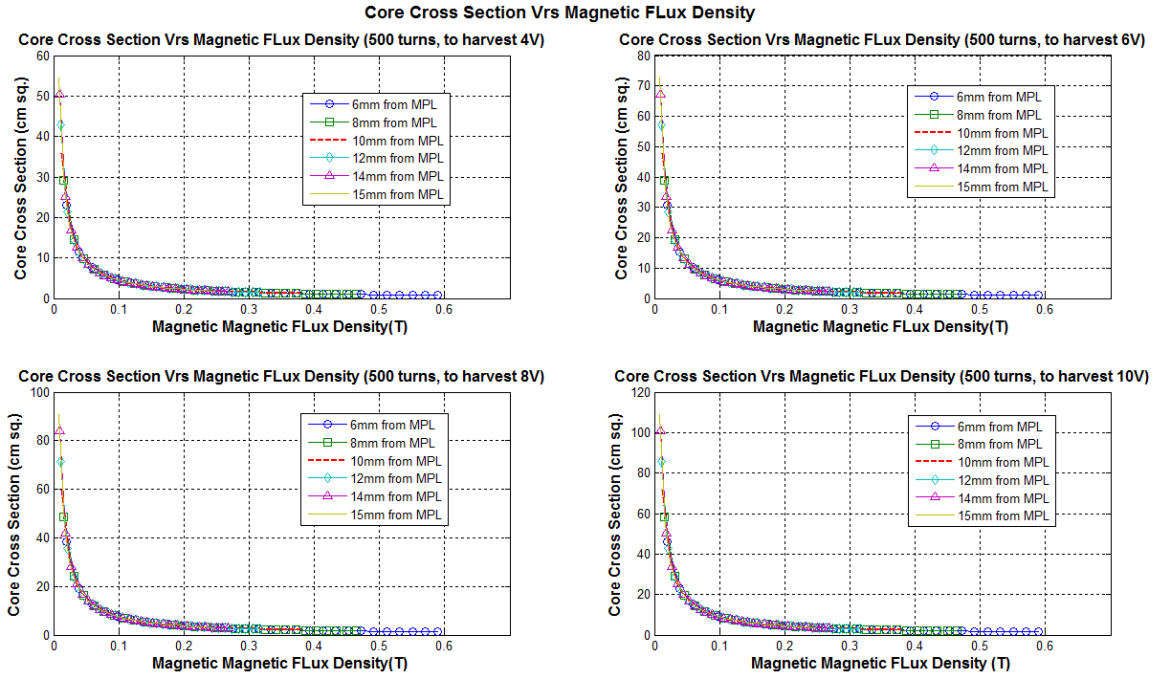 Core Cross Section Vrs Magnetic FLux Density
Core Cross Section Vrs Magnetic FLux Density (500 turns, to harvest 4V)
60
50
40
30
20
10
0
Core Cross Section (cm sq.)
6mm from MPL
8mm from MPL
10mm from MPL
12mm from MPL
14mm from MPL
15mm from MPL
0 0.1 0.2 0.3 0.4 0.5 0.6
Magnetic Magnetic FLux Density(T)
Core Cross Section Vrs Magnetic FLux Density (500 turns, to harvest 6V)
80
70
60
50
40
30
20
10
0
Core Cross Section (cm sq.)
6mm from MPL
8mm from MPL
10mm from MPL
12mm from MPL
14mm from MPL
15mm from MPL
0 0.1 0.2 0.3 0.4 0.5 0.6
Magnetic Magnetic FLux Density(T)
Core Cross Section Vrs Magnetic FLux Density (500 turns, to harvest 8V)
100
80
60
40
20
0
Core Cross Section (cm sq.)
6mm from MPL
8mm from MPL
10mm from MPL
12mm from MPL
14mm from MPL
15mm from MPL
0 0.1 0.2 0.3 0.4 0.5 0.6
Magnetic Magnetic FLux Density(T)
Core Cross Section Vrs Magnetic FLux Density (500 turns, to harvest 10V)
120
100
80
60
40
20
0
Core Cross Section (cm sq.)
6mm from MPL
8mm from MPL
10mm from MPL
12mm from MPL
14mm from MPL
15mm from MPL
0 0.1 0.2 0.3 0.4 0.5 0.6
Magnetic Magnetic FLux Density (T)